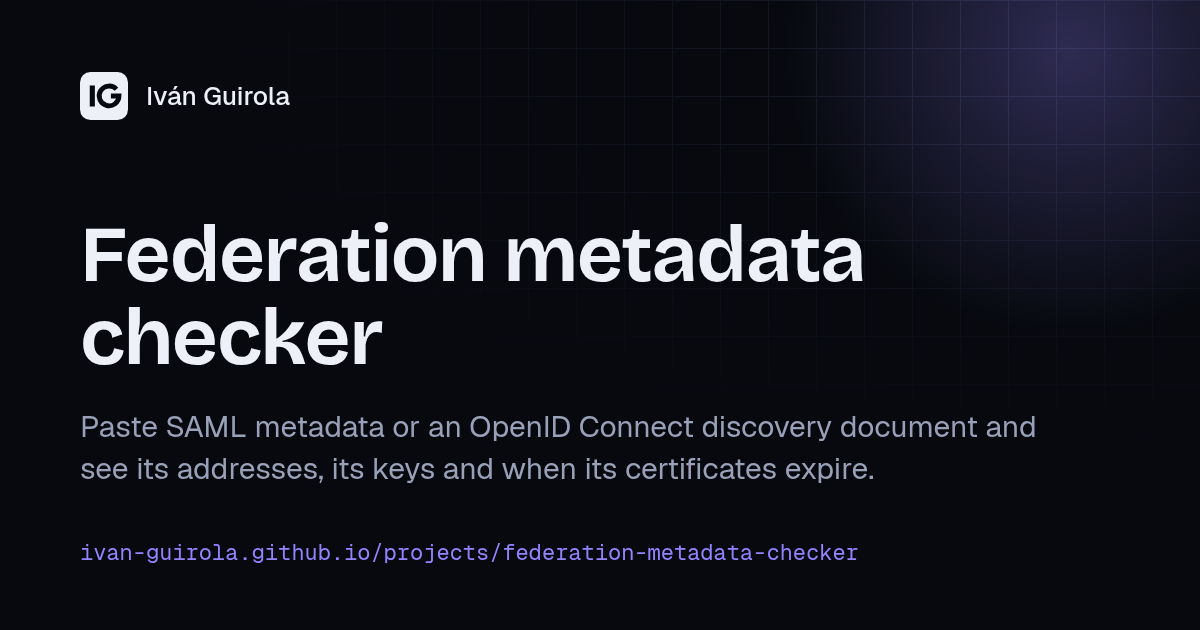 IG
Iván Guirola
Federation metadata
checker
Paste SAML metadata or an OpenID Connect discovery document and
see its addresses, its keys and when its certificates expire.
ivan-guirola.github.io/projects/federation-metadata-checker